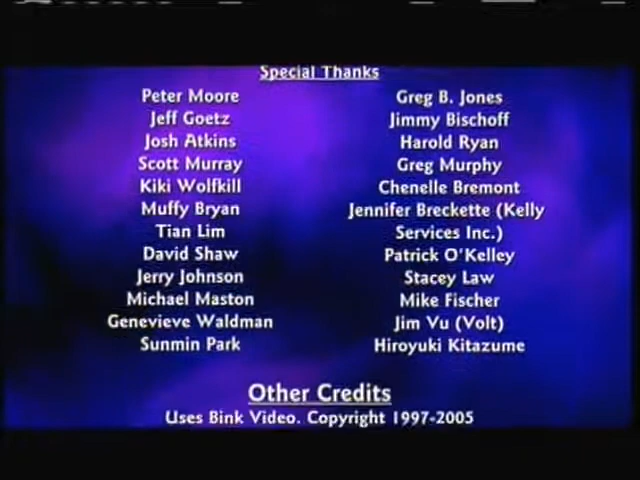 Special Thanks
Peter Moore
Jeff Goetz
Josh Atkins
Scott Murray
Kiki Wolfkill
Muffy Bryan
Tian Lim
David Shaw
Jerry Johnson
Michael Maston
Genevieve Waldman
Sunmin Park
Greg B. Jones
Jimmy Bischoff
Harold Ryan
Greg Murphy
Chenelle Bremont
Jennifer Breckette (Kelly
Services Inc.)
Patrick O'Kelley
Stacey Law
Mike Fischer
Jim Vu (Volt)
Hiroyuki Kitazume
Other Credits
Uses Bink Video. Copyright 1997-2005